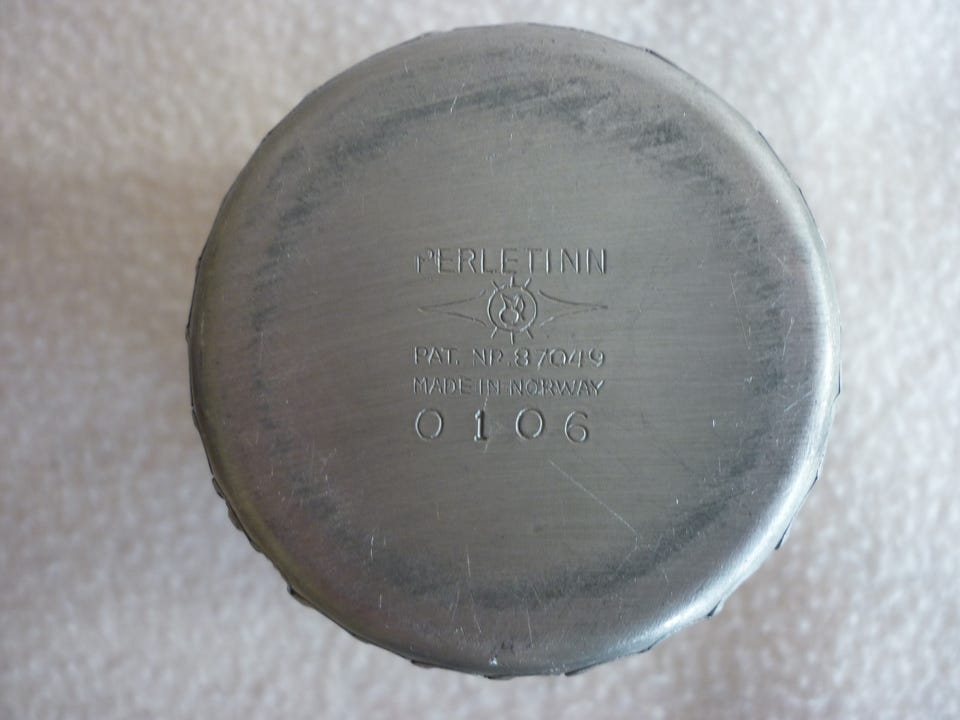 PERLETINN
PAT. NR. 87049
MADE IN NORWAY
0106